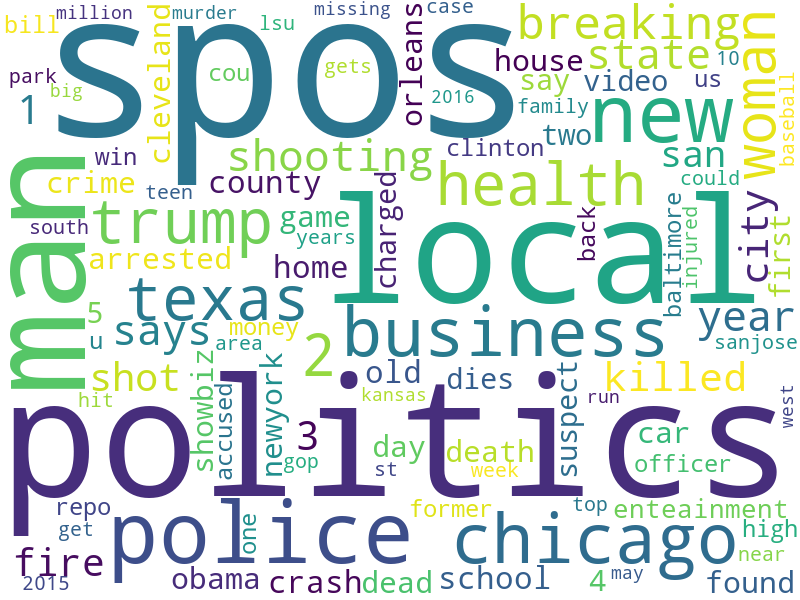 million
murder
missing
case
bill
spos
lsu
cleveland
orleans
breaking
park
cou
gets
house
state
woman
big
1
2016
say
video
us
10
family
new
baseball
two
win
shooting
clinton
san
man
crime
teen
county
health
could
charged
south
trump
game
years
back
local
baltimore
injured
city
first
arrested
home
texas
5
u
says
money
area
2
business
year
sanjose
shot
showbiz
accused
newyork
old
dies
suspect
killed
hit
kansas
run
west
politics
3
day
death
car
gop
st
week
officer
repo
get
police
one
former
chicago
top
enteainment
high
near
fire
2015
obama
crash
dead
school
4
may
found